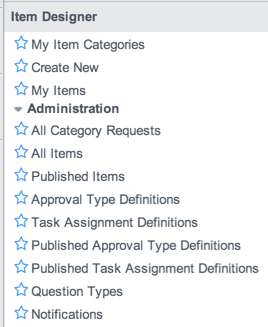 Item Designer
My Item Categories
Create New
My Items
Administration
All Category Requests
All Items
Published Items
Approval Type Definitions
Task Assignment Definitions
Published Approval Type Definitions
Published Task Assignment Definitions
Question Types
Notifications